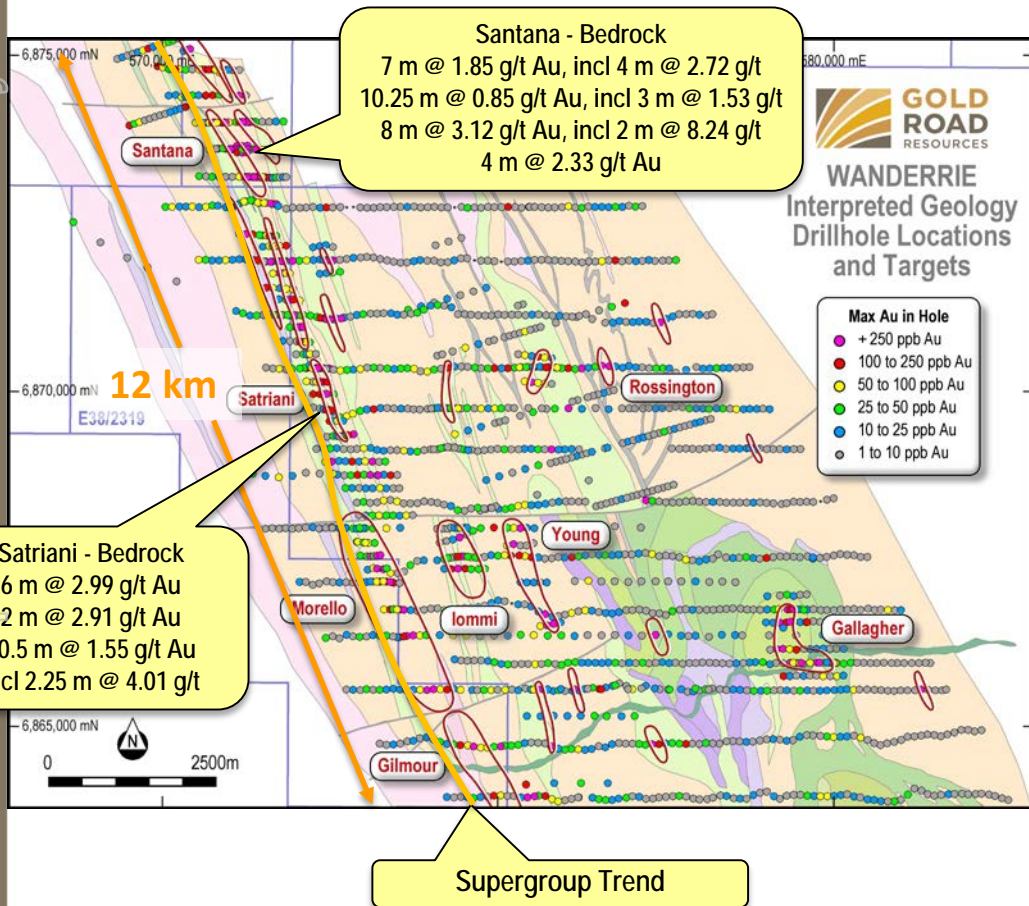 Santana - Bedrock
7 m @ 1.85 g/t Au, incl 4 m @ 2.72 g/t
10.25 m @ 0.85 g/t Au, incl 3 m @ 1.53 g/t
8 m @ 3.12 g/t Au, incl 2 m @ 8.24 g/t
4 m @ 2.33 g/t Au
6,875,000 mN
570,000 m
580,000 mE
GOLD
ROAD
RESOURCES
WANDERRIE
Interpreted Geology
Drillhole Locations
and Targets
Max Au in Hole
+ 250 ppb Au
100 to 250 ppb Au
50 to 100 ppb Au
25 to 50 ppb Au
10 to 25 ppb Au
1 to 10 ppb Au
Santana
6,870,000 mN
12 km
E38/2319
Satriani
Rossington
Satriani - Bedrock
6 m @ 2.99 g/t Au
2 m @ 2.91 g/t Au
0.5 m @ 1.55 g/t Au
cl 2.25 m @ 4.01 g/t
Young
Morello
Iommi
Gallagher
6,865,000 mN
N
0 2500m
Gilmour
Supergroup Trend